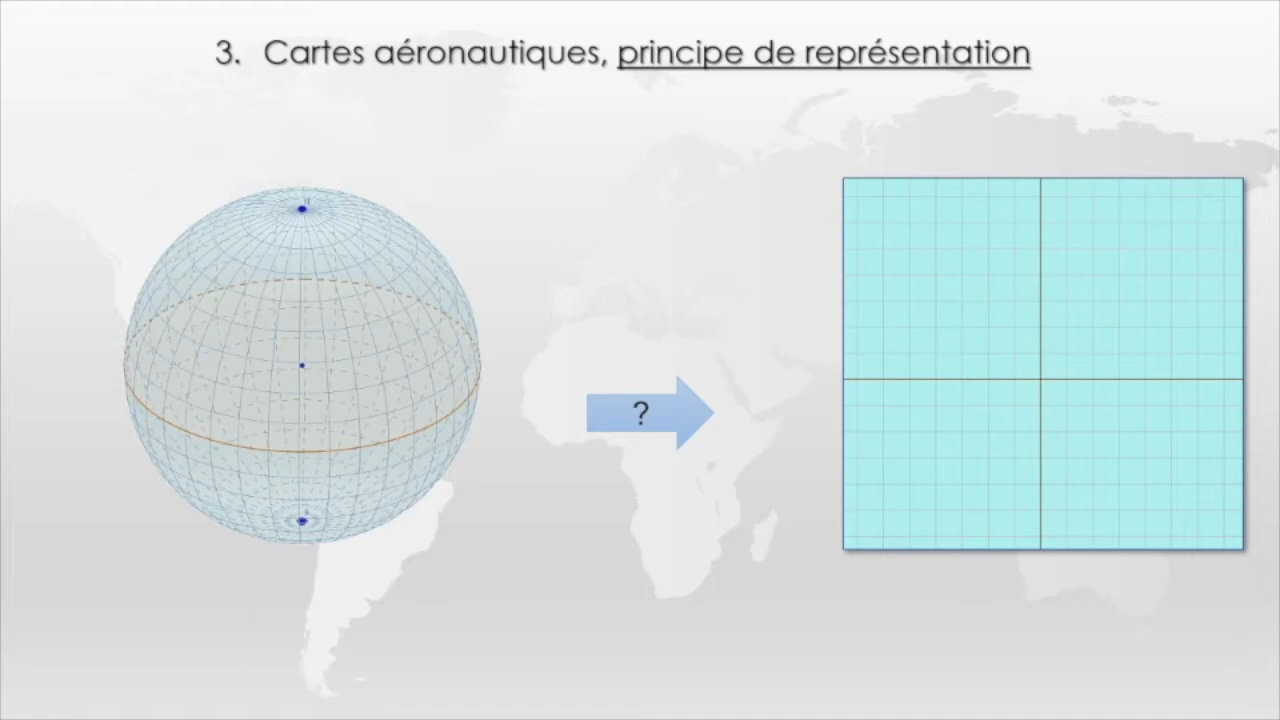 3. Cartes aéronautiques, principe de représentation
?